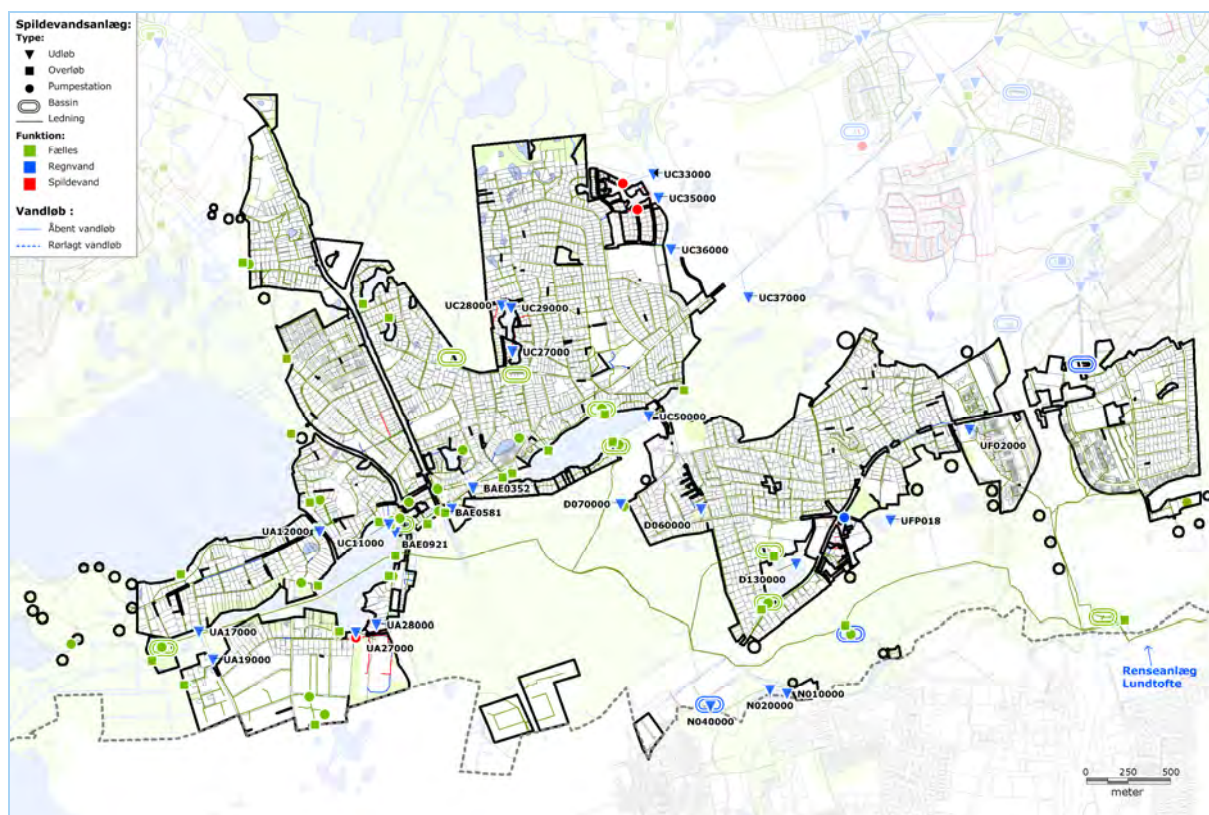 Spildevandsanlæg:
Type:
Udløb
Overløb
Pumpestation
Bassin
Ledning
Funktion:
Fælles
Regnvand
Spildevand
Vandløb :
Åbent vandløb
Rørlagt vandløb
UC33000
UC35000
UC36000
UC37000
UC28000
UC29000
UC27000
UC50000
UF02000
BAE0352
D070000
D060000
BAE0581
UFP018
UA12000
UC11000
BAE0921
D130000
UA28000
UA17000
UA27000
UA19000
Renseanlæg
Lundtofte
N010000
N020000
N040000
0 250 500
meter